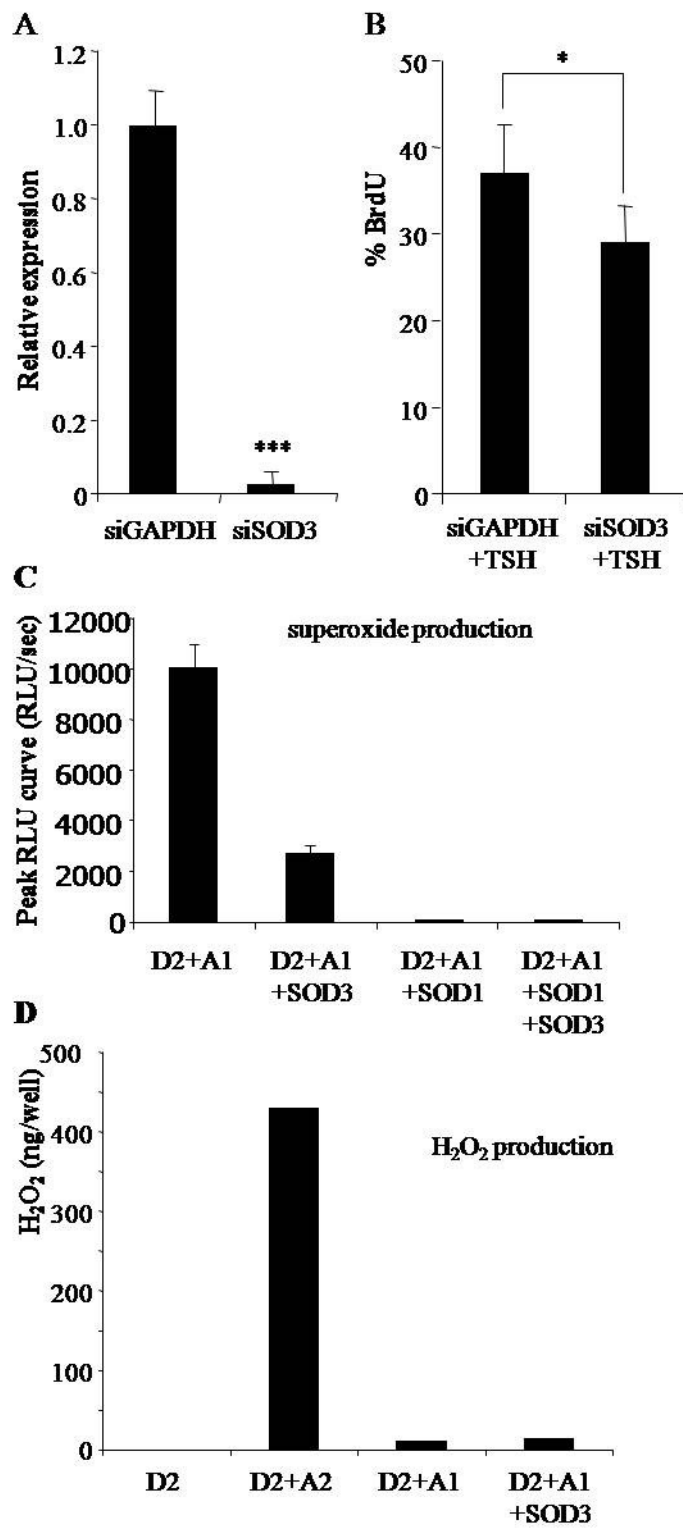 A
Relative expression
1.2
1.0
0.8
0.6
0.4
0.2
0
***
siGAPDH siSOD3
B
% BrdU
50
40
30
20
10
0
*
siGAPDH siSOD3
+TSH +TSH
C
Peak RLU curve (RLU/sec)
superoxide production
12000
10000
8000
6000
4000
2000
0
D2+A1 D2+A1 D2+A1 D2+A1
+SOD3 +SOD1 +SOD1
+SOD3
D
H₂O₂ (ng/well)
H₂O₂ production
500
400
300
200
100
0
D2 D2+A2 D2+A1 D2+A1
+SOD3